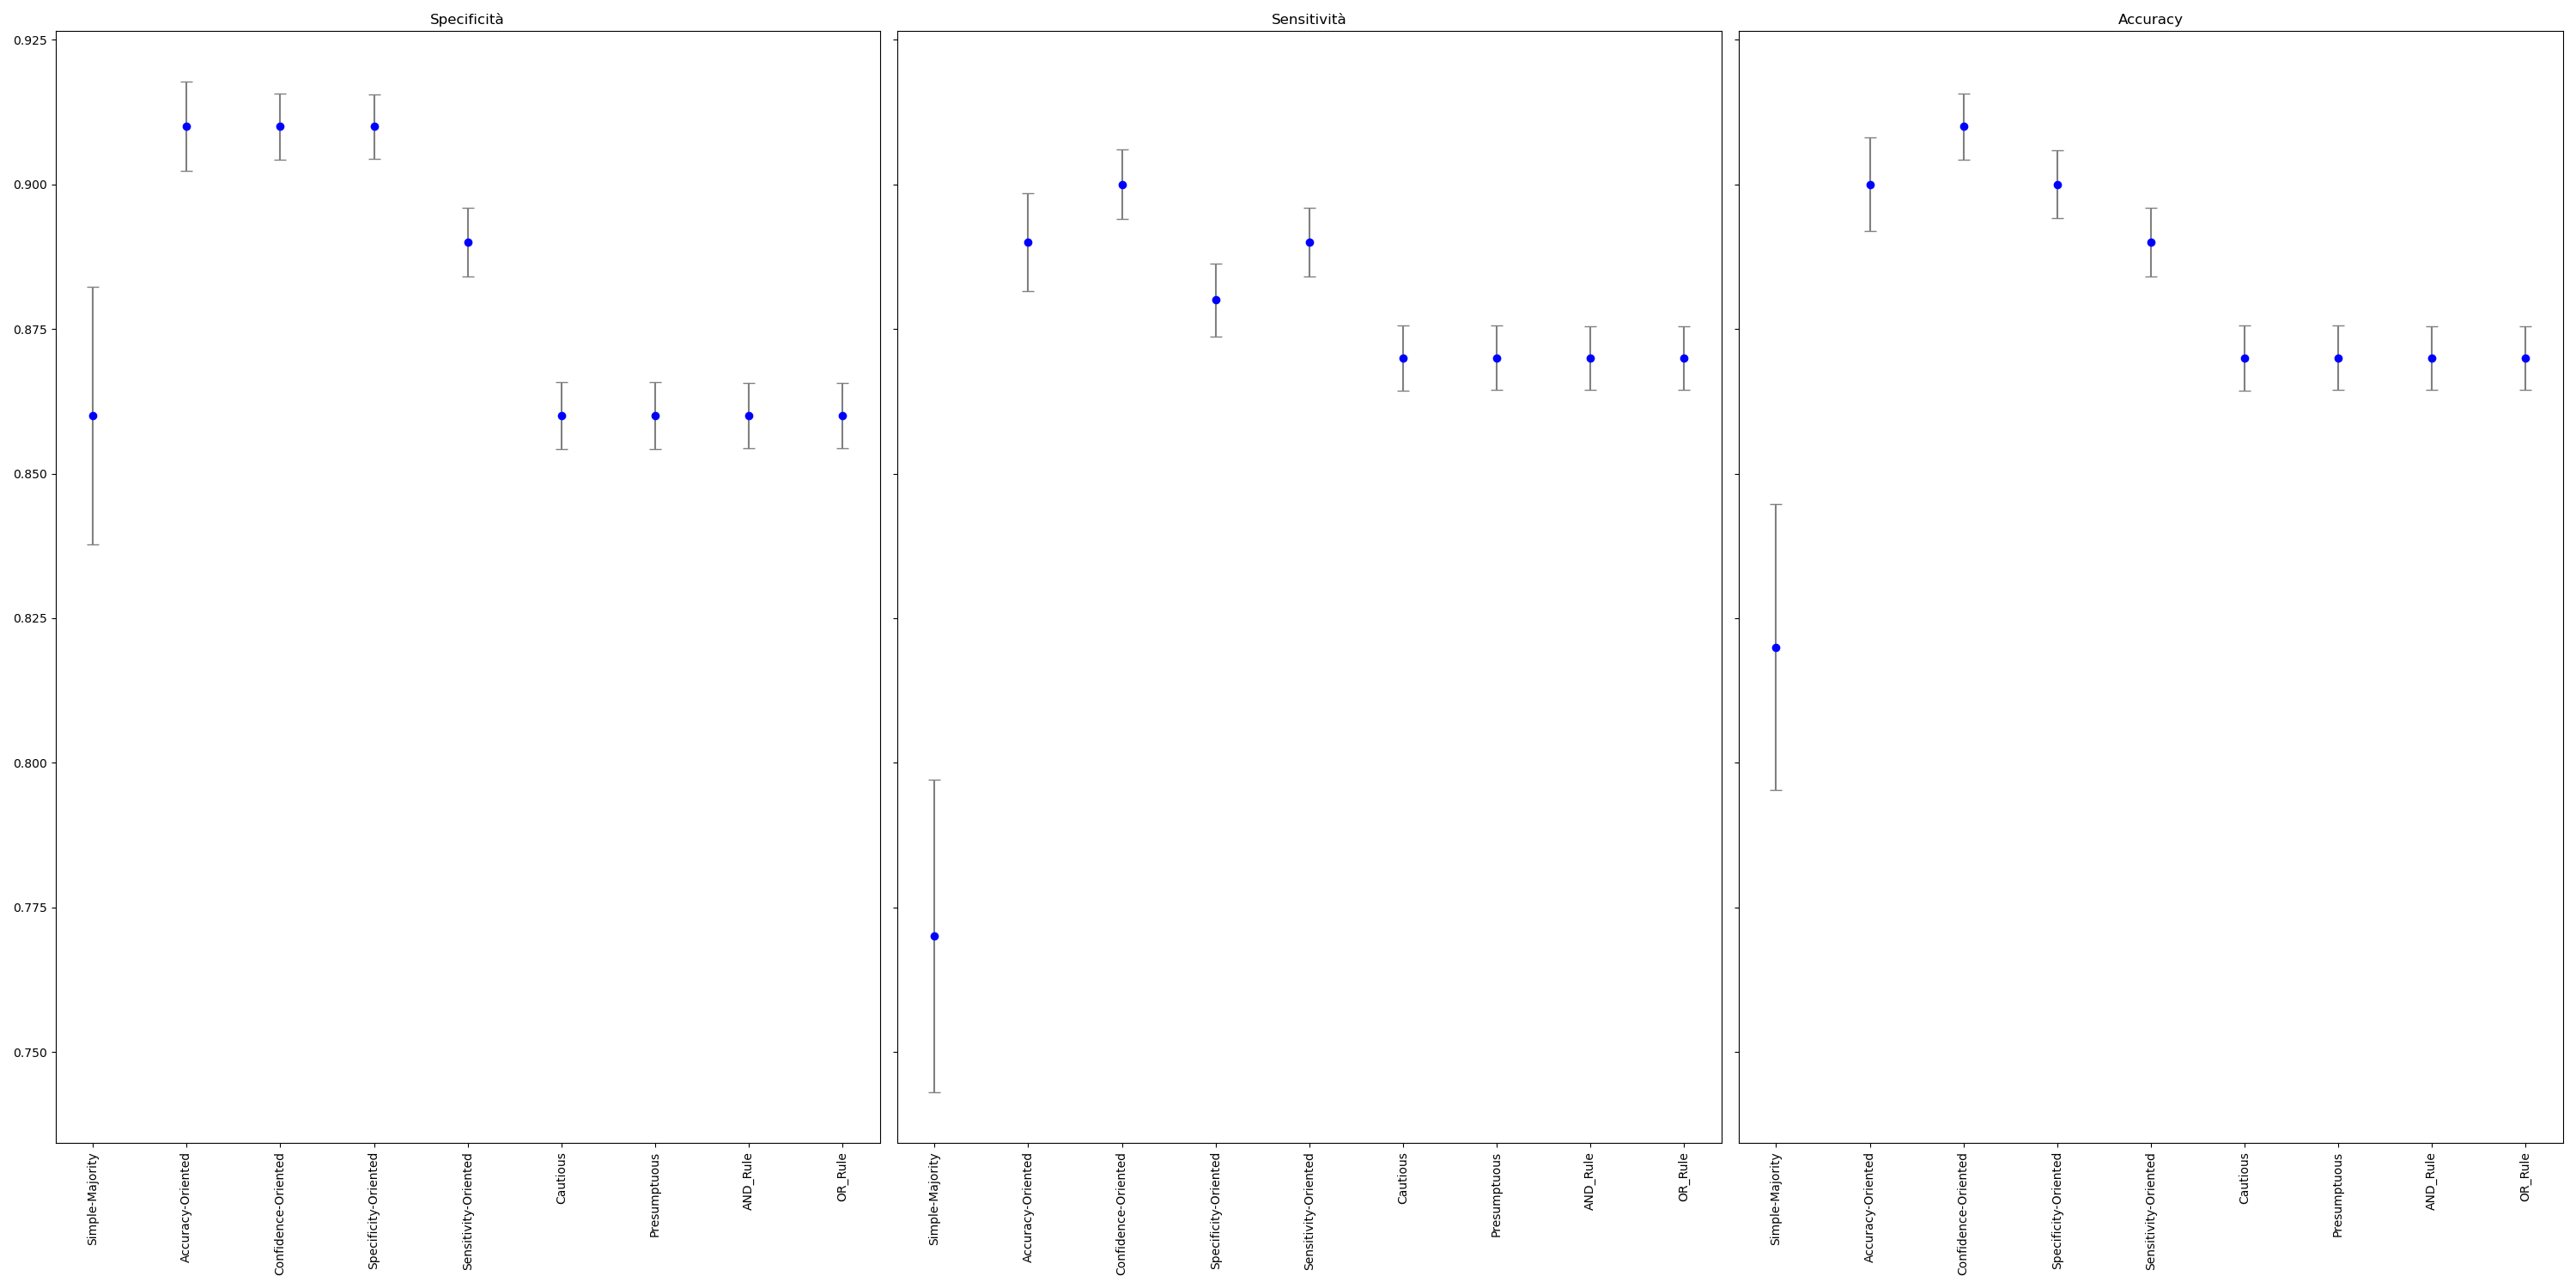 Specificità
Sensitività
Accuracy
0.925
0.900
0.875
0.850
0.825
0.800
0.775
0.750
Simple-Majority
Accuracy-Oriented
Confidence-Oriented
Specificity-Oriented
Sensitivity-Oriented
Cautious
Presumptuous
AND_Rule
OR_Rule
Simple-Majority
Accuracy-Oriented
Confidence-Oriented
Specificity-Oriented
Sensitivity-Oriented
Cautious
Presumptuous
AND_Rule
OR_Rule
Simple-Majority
Accuracy-Oriented
Confidence-Oriented
Specificity-Oriented
Sensitivity-Oriented
Cautious
Presumptuous
AND_Rule
OR_Rule